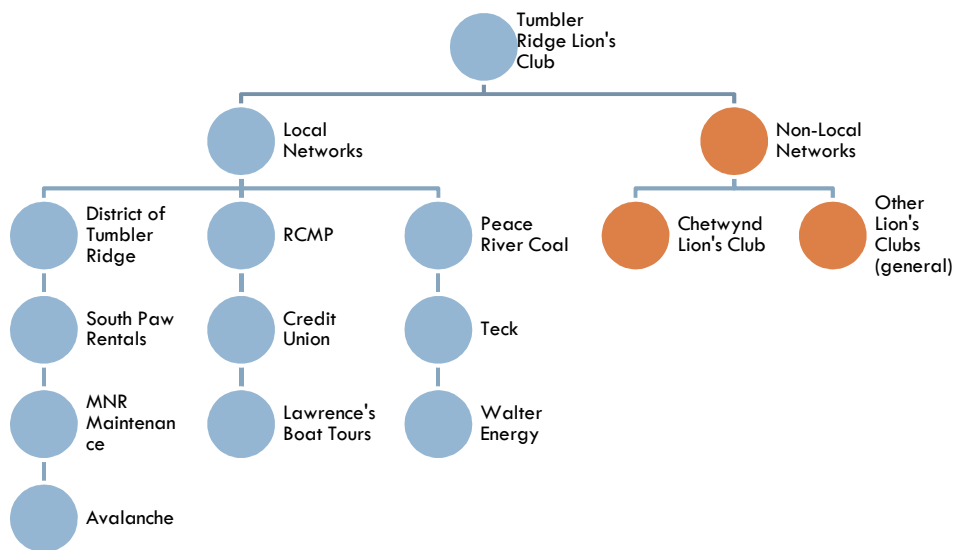 Tumbler
Ridge Lion's
Club
Local
Networks
Non-Local
Networks
District of
Tumbler
Ridge
RCMP
Peace
River Coal
Chetwynd
Lion's Club
Other
Lion's
Clubs
(general)
South Paw
Rentals
Credit
Union
Teck
MNR
Maintenan
ce
Lawrence's
Boat Tours
Walter
Energy
Avalanche